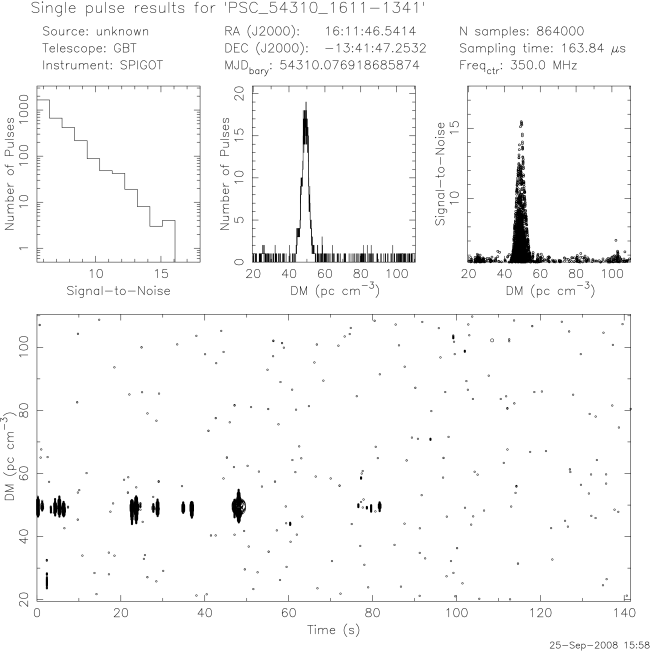 Single pulse results for 'PSC_54310_1611-1341'
Source: unknown RA (J2000): 16:11:46.5414 N samples: 864000
Telescope: GBT DEC (J2000): -13:41:47.2532 Sampling time: 163.84 μs
Instrument: SPIGOT MJDbary: 54310.076918685874 Freqctr: 350.0 MHz
Number of Pulses
1 10 100 1000
10 15
Signal-to-Noise
Number of Pulses
0 5 10 15 20
20 40 60 80 100
DM (pc cm-3)
Signal-to-Noise
10 15
20 40 60 80 100
DM (pc cm-3)
DM (pc cm-3)
20 40 60 80 100
0 20 40 60 80 100 120 140
Time (s)
25-Sep-2008 15:58